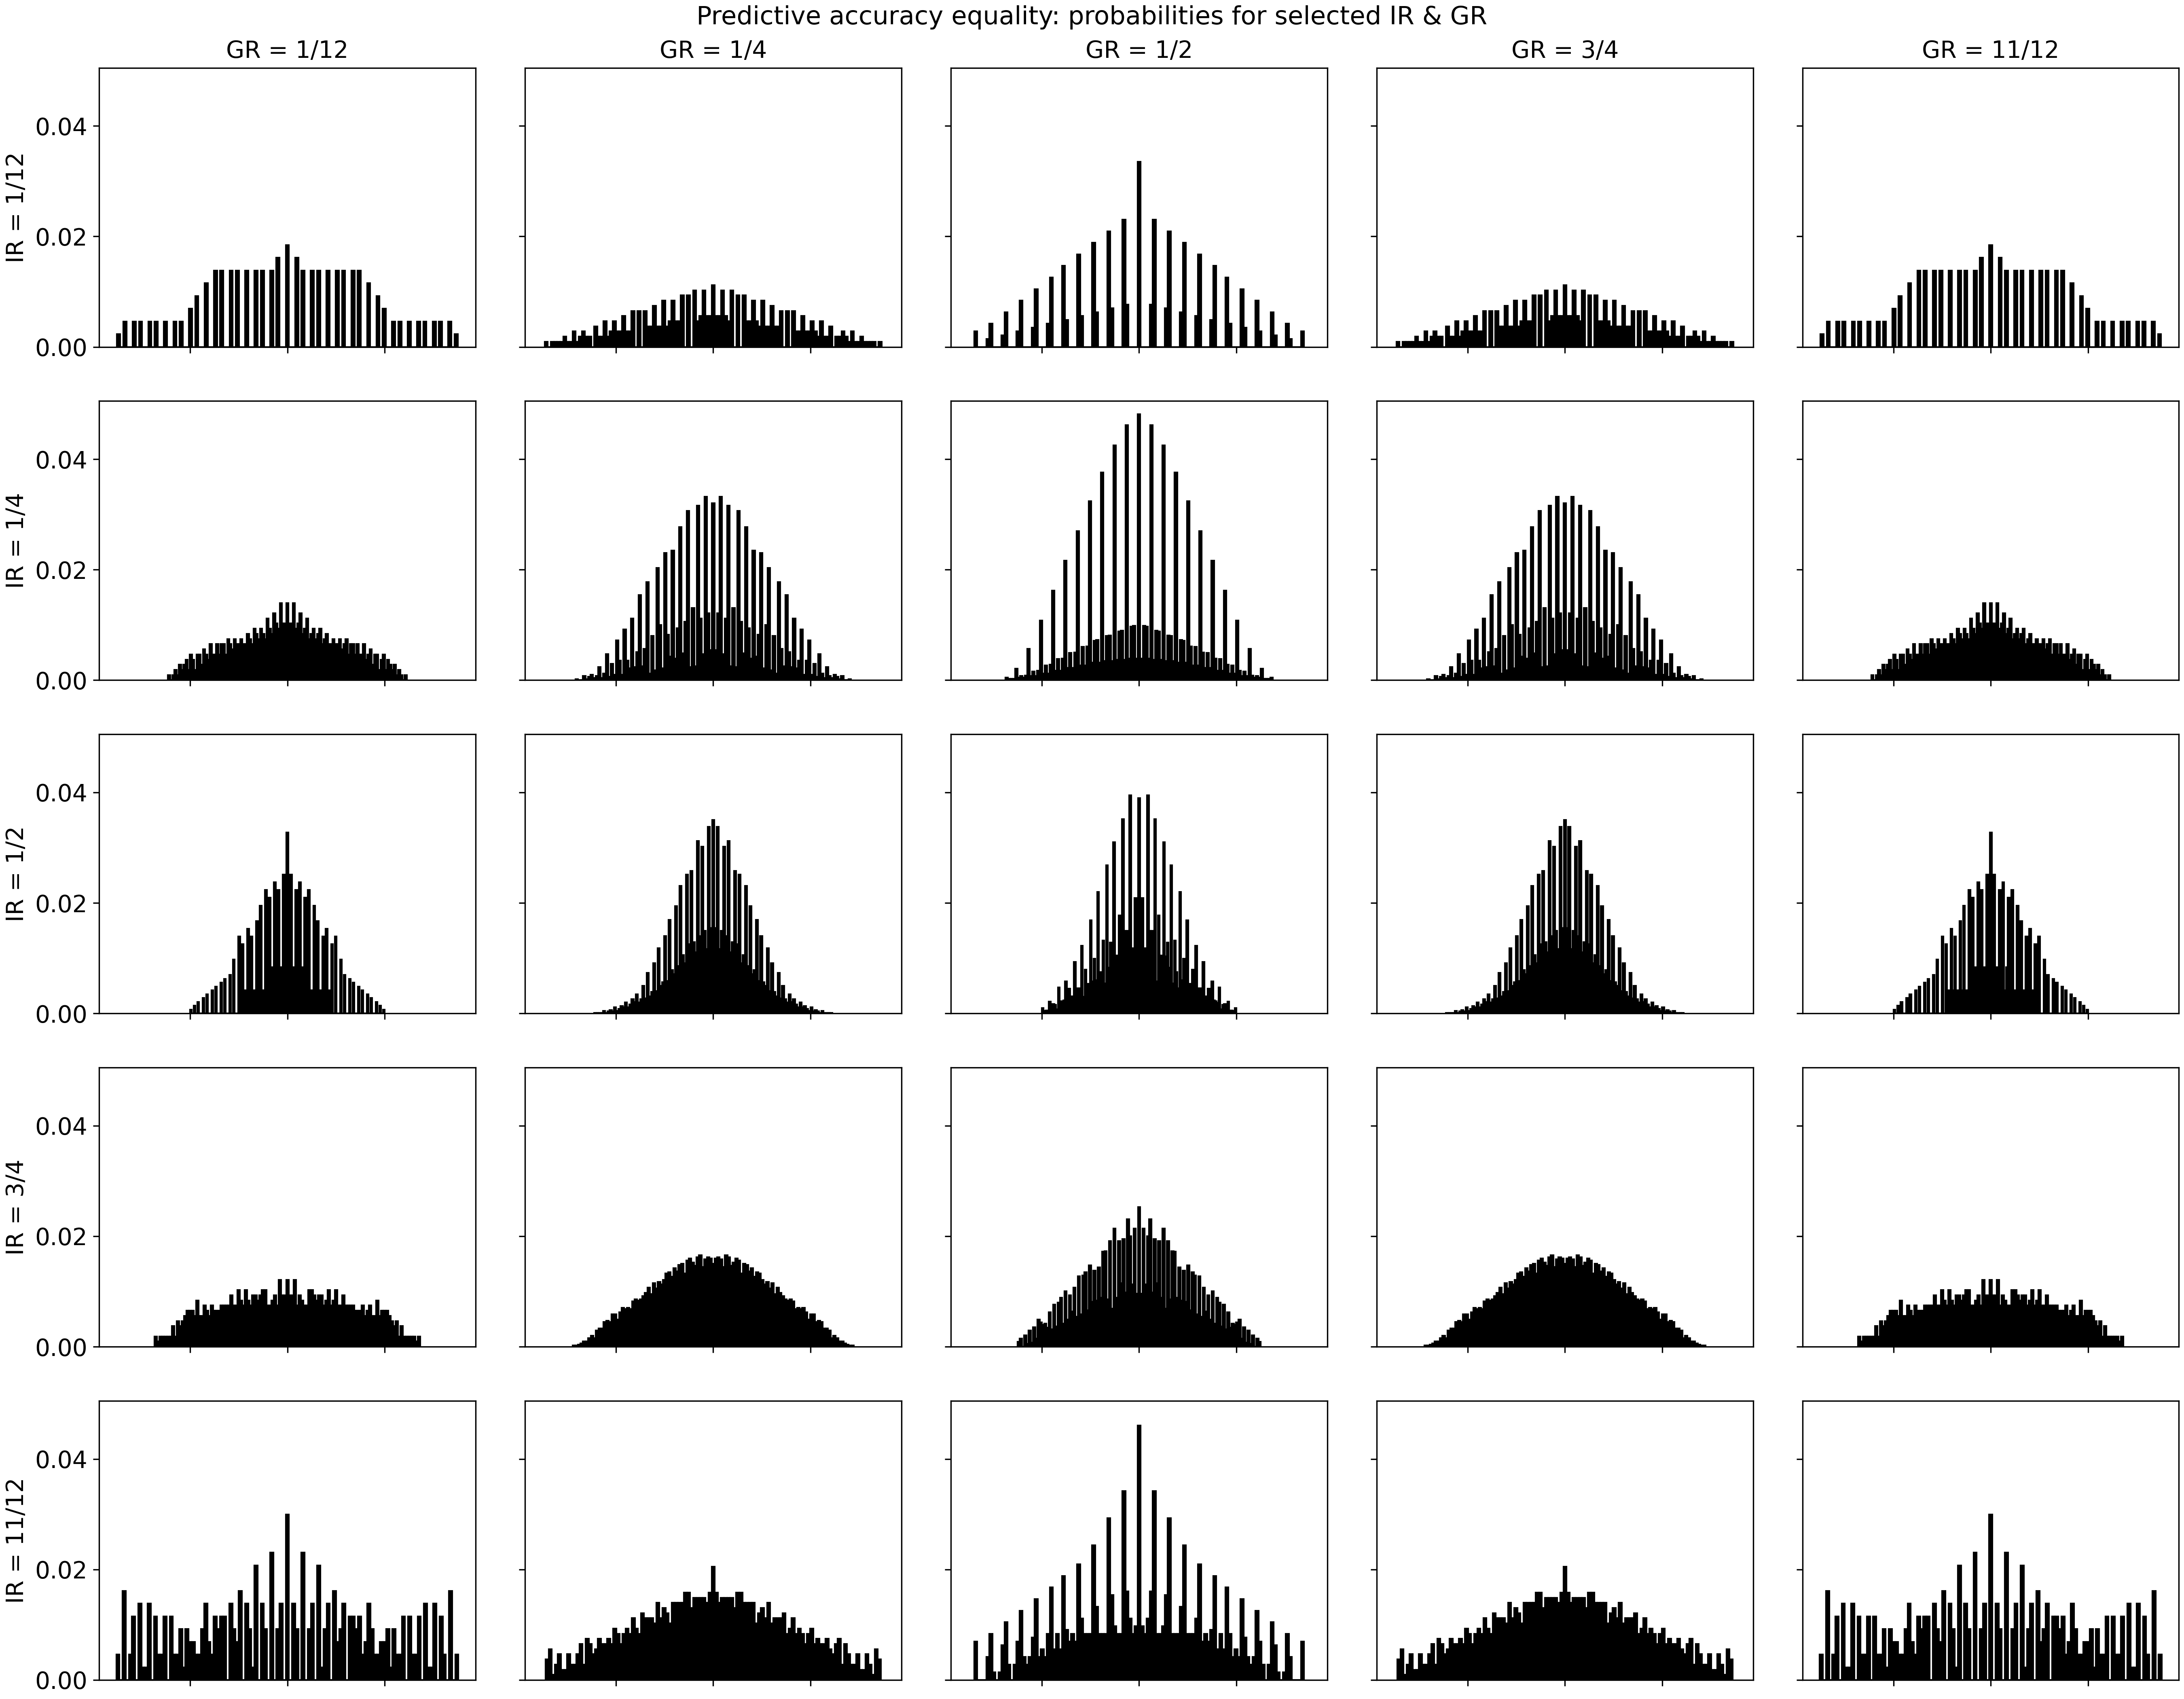 Predictive accuracy equality: probabilities for selected IR & GR
GR = 1/12 GR = 1/4 GR = 1/2 GR = 3/4 GR = 11/12
IR = 1/12
0.04
0.02
0.00
IR = 1/4
0.04
0.02
0.00
IR = 1/2
0.04
0.02
0.00
IR = 3/4
0.04
0.02
0.00
IR = 11/12
0.04
0.02
0.00